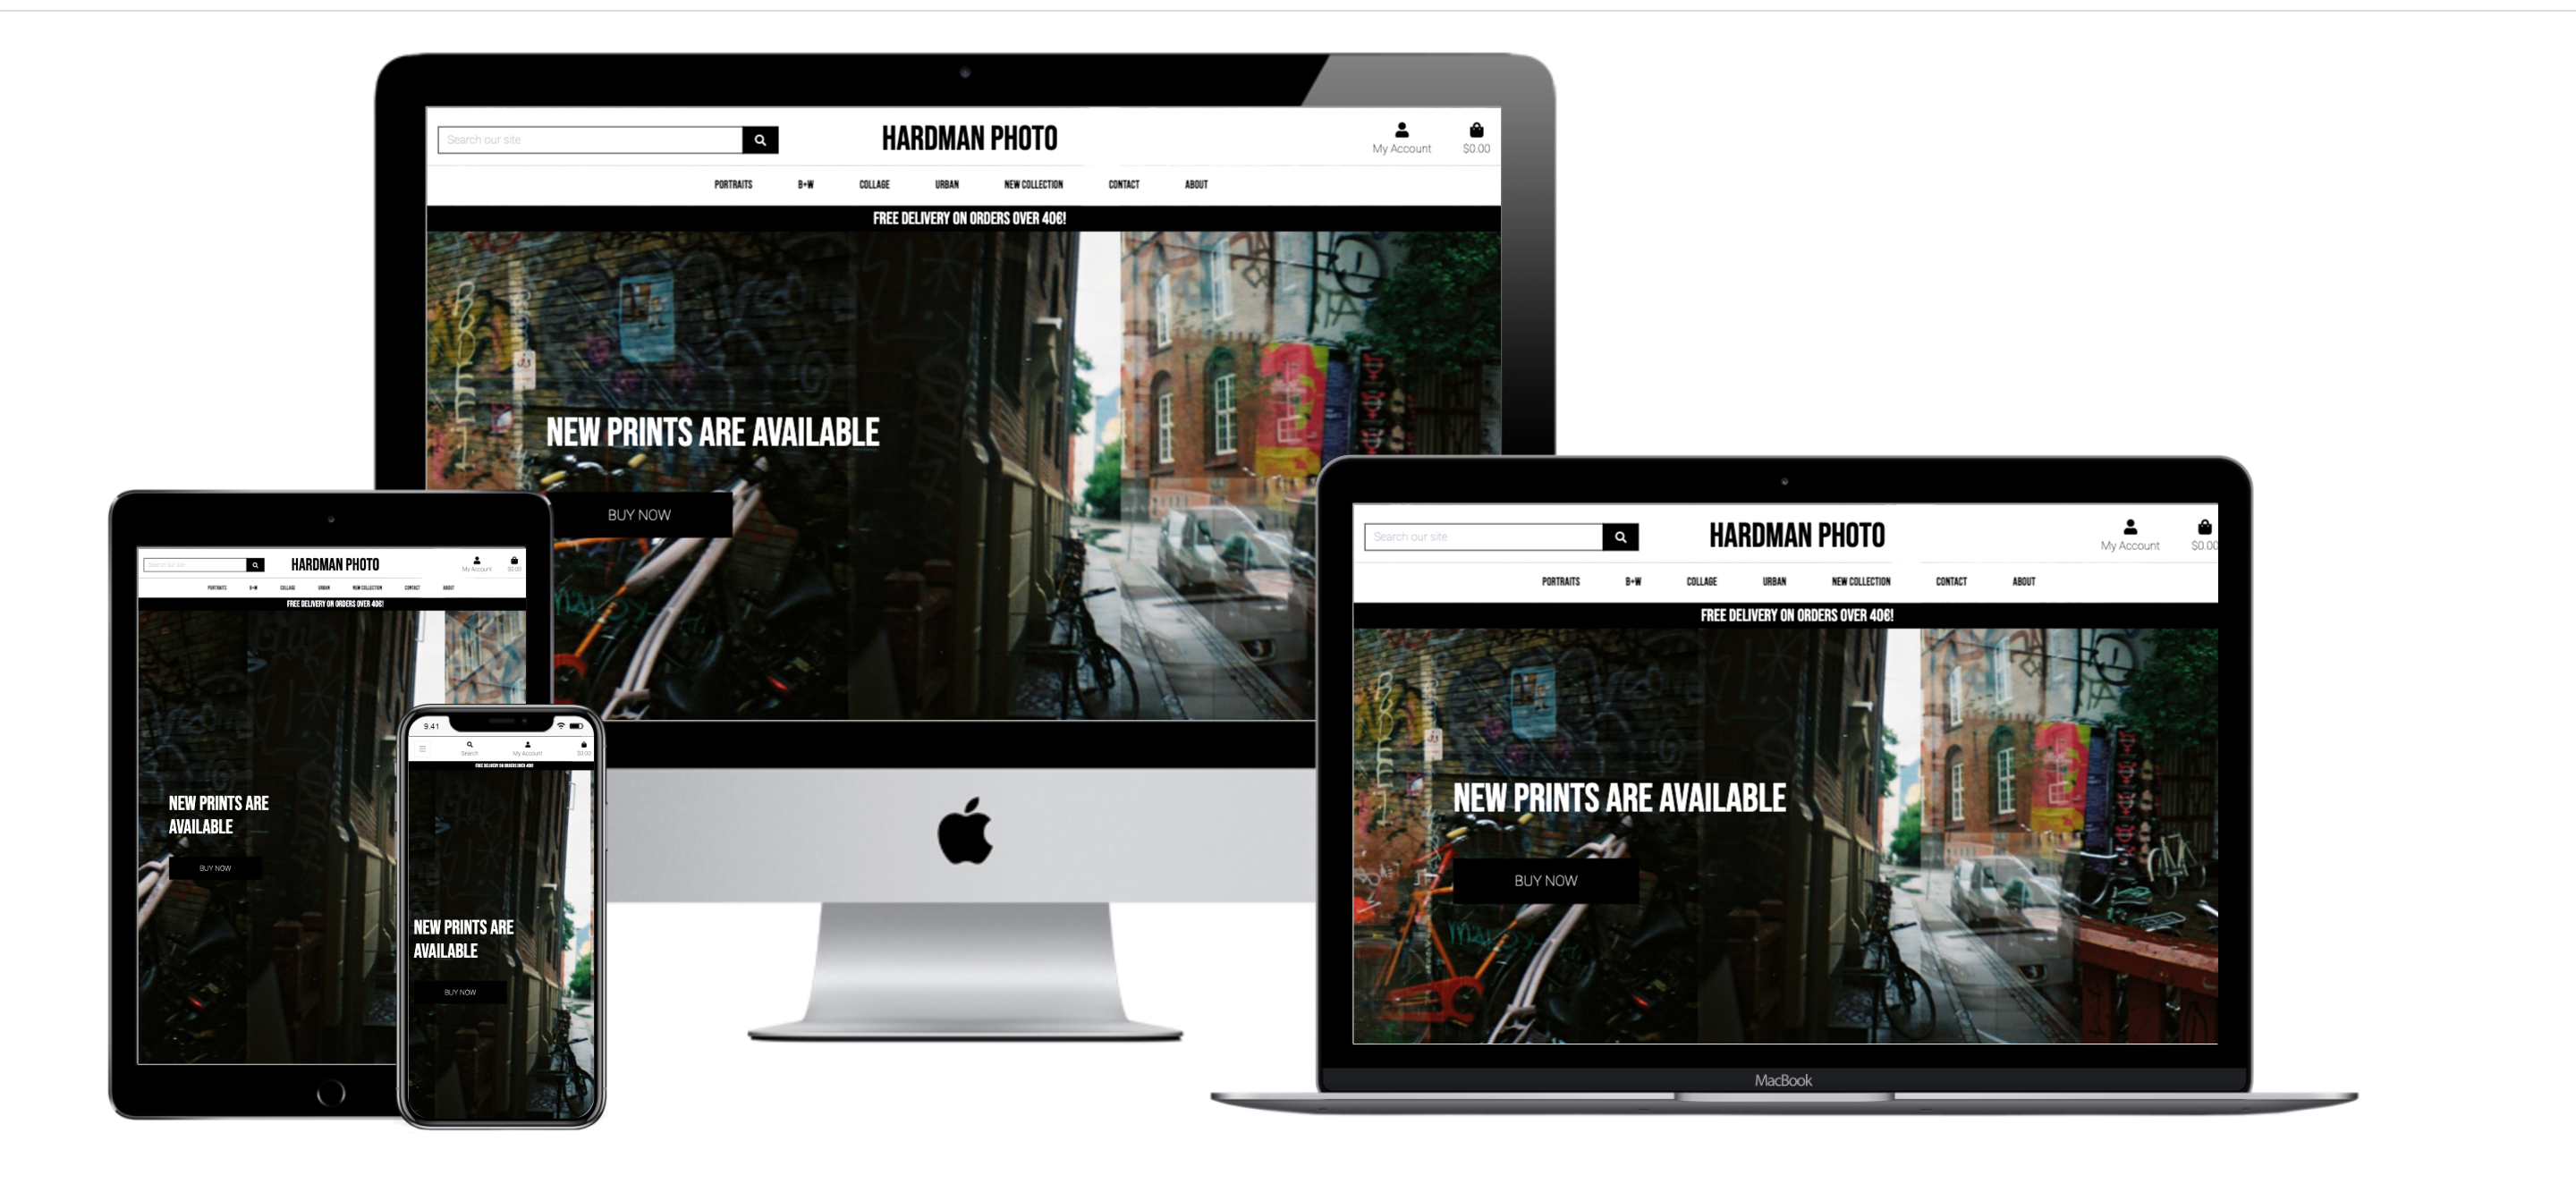 Search our site
HARDMAN PHOTO
My Account
$0.00
PORTRAITS B+W COLLAGE URBAN NEW COLLECTION CONTACT ABOUT
FREE DELIVERY ON ORDERS OVER 40€!
NEW PRINTS ARE AVAILABLE
BUY NOW
Search our site
HARDMAN PHOTO
My Account
$0.00
PORTRAITS B+W COLLAGE URBAN NEW COLLECTION CONTACT ABOUT
FREE DELIVERY ON ORDERS OVER 40€!
NEW PRINTS ARE
AVAILABLE
BUY NOW
9.41
Search
My Account
$0.00
FREE DELIVERY ON ORDERS OVER 40€!
NEW PRINTS ARE
AVAILABLE
BUY NOW
Search our site
HARDMAN PHOTO
My Account
$0.00
PORTRAITS B+W COLLAGE URBAN NEW COLLECTION CONTACT ABOUT
FREE DELIVERY ON ORDERS OVER 40€!
NEW PRINTS ARE AVAILABLE
BUY NOW
MacBook